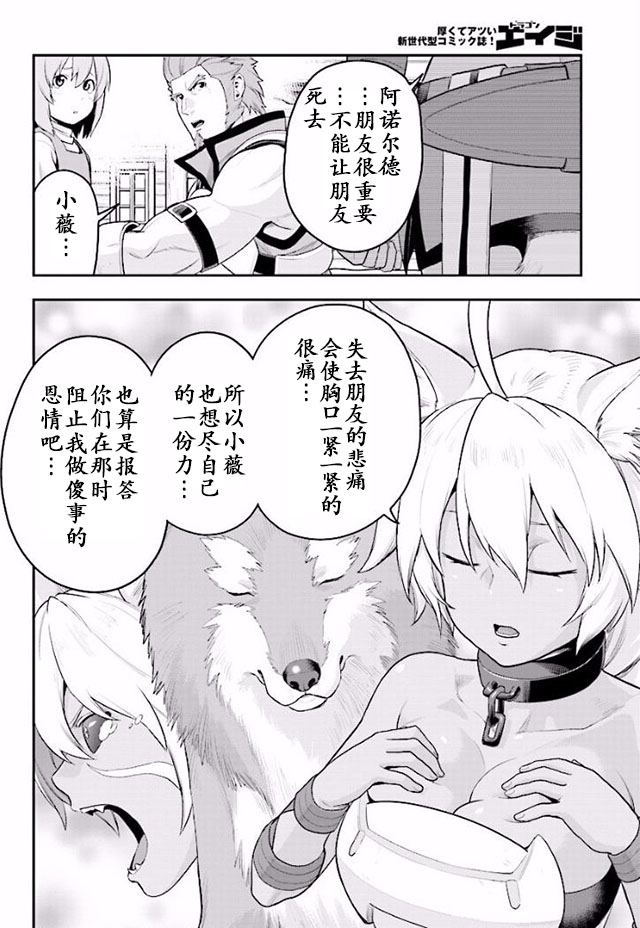 厚くてアツい
新世代型コミック誌!
ドラゴン
エイジ
阿诺尔德
…朋友很重要
…不能让朋友
死去
小薇…
失去朋友的悲痛
会使胸口一紧一紧的
很痛…
所以小薇
也想尽自己
的一份力…
也算是报答
你们在那时
阻止我做傻事的
恩情吧…